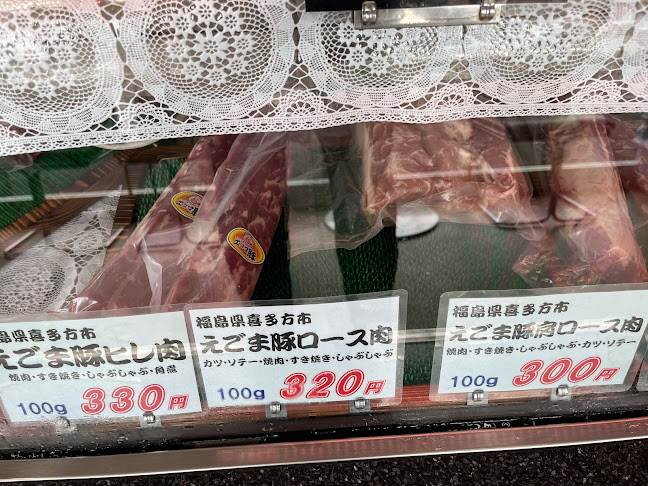 福島県喜多方市
えごま豚ヒレ肉
焼肉・すき焼き・しゃぶしゃぶ・角煮
100g 330円
福島県喜多方市
えごま豚ロース肉
カツ・ソテー・焼肉・すき焼き・しゃぶしゃぶ
100g 320円
福島県喜多方市
えごま豚肩ロース肉
焼肉・すき焼き・しゃぶしゃぶ・カツ・ソテー
100g 300円